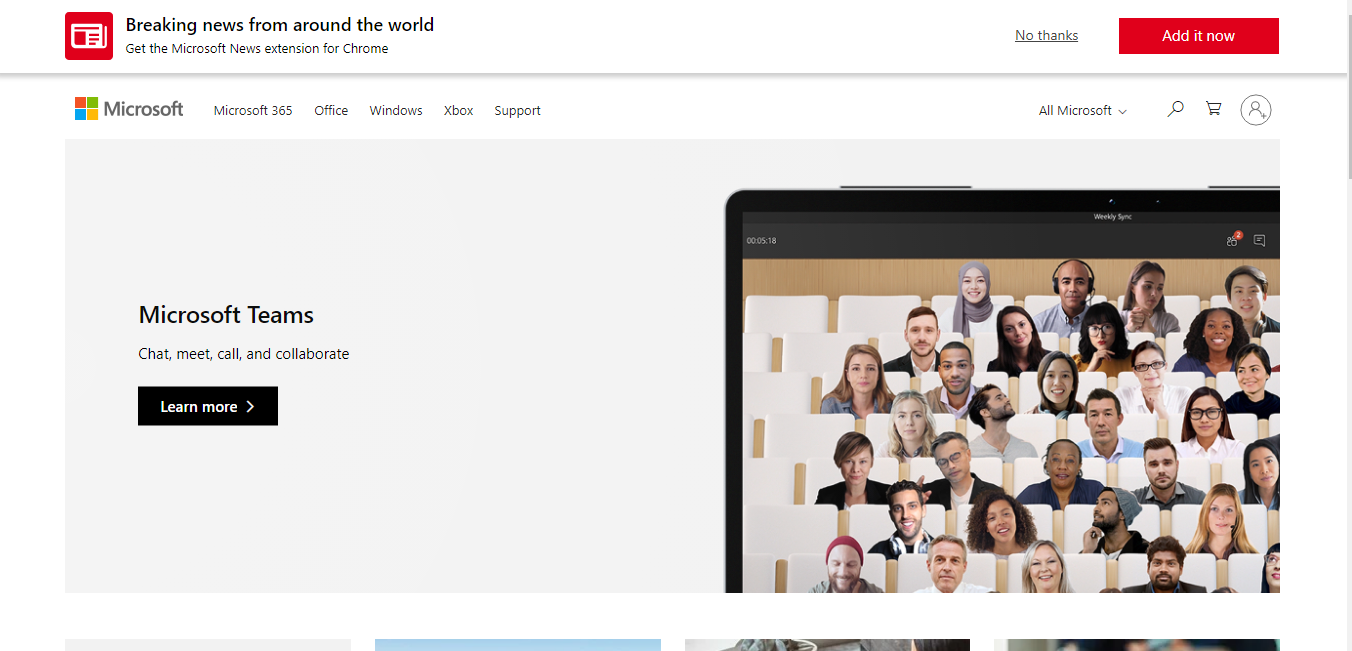 Breaking news from around the world
Get the Microsoft News extension for Chrome
No thanks
Add it now
Microsoft
Microsoft 365
Office
Windows
Xbox
Support
All Microsoft
Weekly Sync
00:05:18
2
Microsoft Teams
Chat, meet, call, and collaborate
Learn more